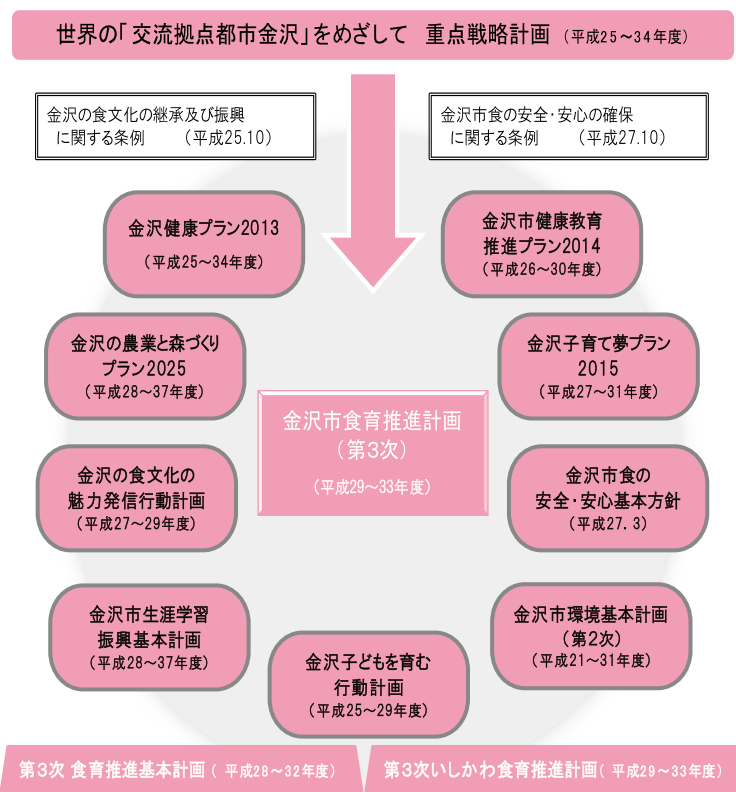 世界の「交流拠点都市金沢」をめざして 重点戦略計画 （平成25～34年度）
金沢の食文化の継承及び振興
に関する条例 （平成25.10）
金沢市食の安全・安心の確保
に関する条例 （平成27.10）
金沢健康プラン2013
（平成25～34年度）
金沢市健康教育
推進プラン2014
（平成26～30年度）
金沢の農業と森づくり
プラン2025
（平成28～37年度）
金沢子育て夢プラン
2015
（平成27～31年度）
金沢市食育推進計画
（第３次）
（平成29～33年度）
金沢の食文化の
魅力発信行動計画
（平成27～29年度）
金沢市食の
安全・安心基本方針
（平成27.3）
金沢市生涯学習
振興基本計画
（平成28～37年度）
金沢市環境基本計画
（第２次）
（平成21～31年度）
金沢子どもを育む
行動計画
（平成25～29年度）
第３次 食育推進基本計画（ 平成28～32年度）
第３次いしかわ食育推進計画（ 平成29～33年度）